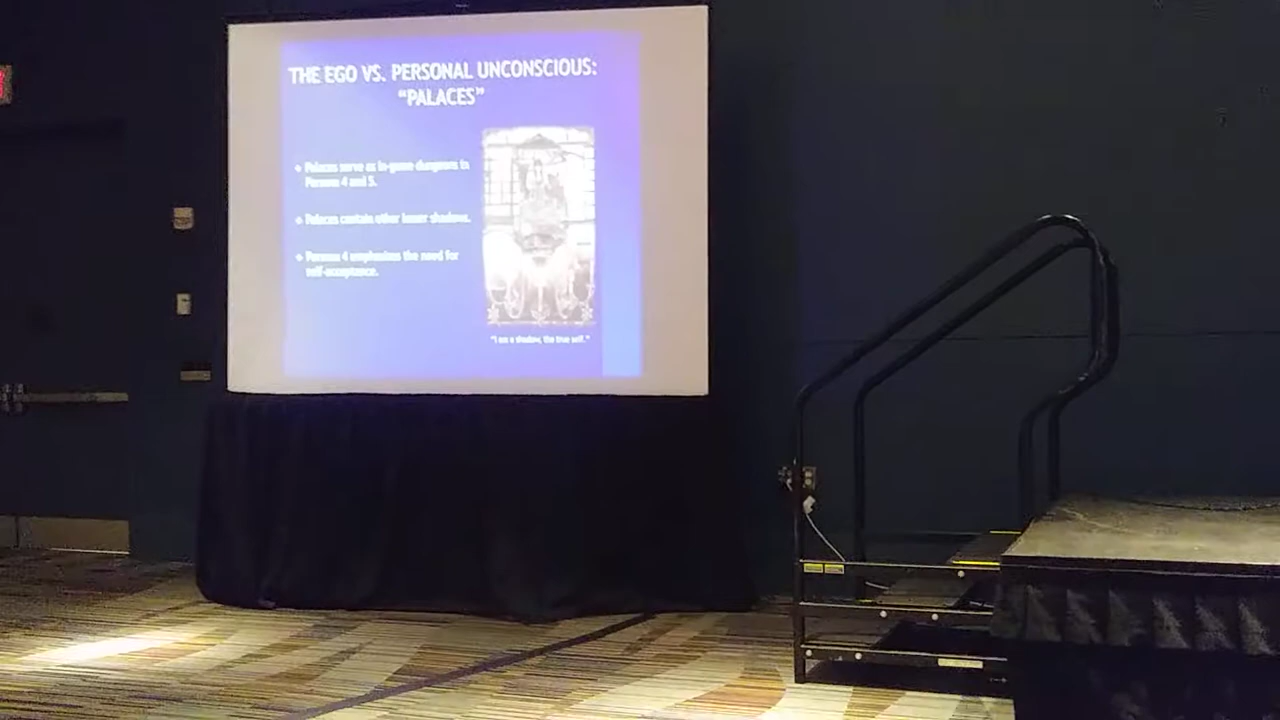 THE EGO VS. PERSONAL UNCONSCIOUS:
"PALACES"
Palaces serve as in-game dungeons in
Persona 4 and 5.
Palaces contain other lesser shadows.
Persona 4 emphasizes the need for
self-acceptance.
"I am a shadow, the true self."